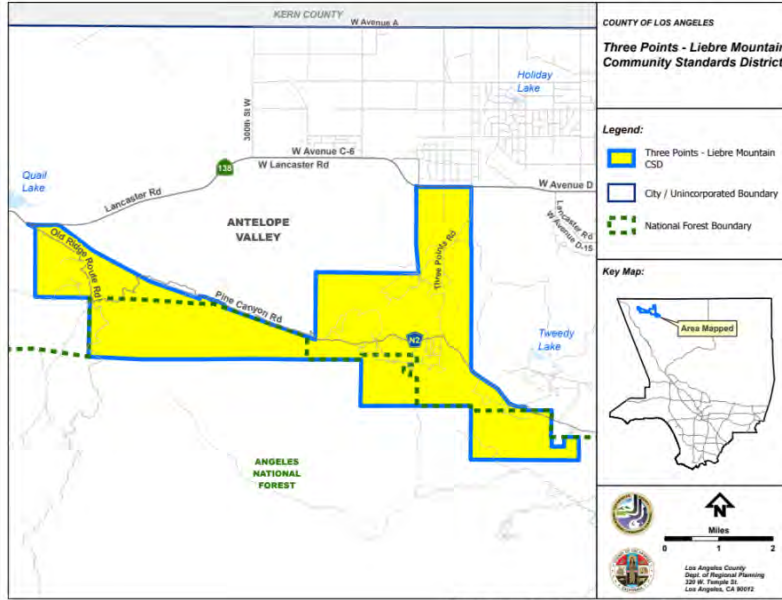 KERN COUNTY
W Avenue A
Holiday
Lake
300th St W
W Avenue C-6
W Lancaster Rd
138
W Avenue D
Quail
Lake
Lancaster Rd
Lancaster Rd
W Avenue D-15
ANTELOPE
VALLEY
Old Ridge Route Rd
Three Points Rd
Pine Canyon Rd
N2
Tweedy
Lake
ANGELES
NATIONAL
FOREST
COUNTY OF LOS ANGELES
Three Points - Liebre Mountain
Community Standards District
Legend:
Three Points - Liebre Mountain
CSD
City / Unincorporated Boundary
National Forest Boundary
Key Map:
Area Mapped
N
Miles
0 1 2
Los Angeles County
Dept. of Regional Planning
320 W. Temple St.
Los Angeles, CA 90012